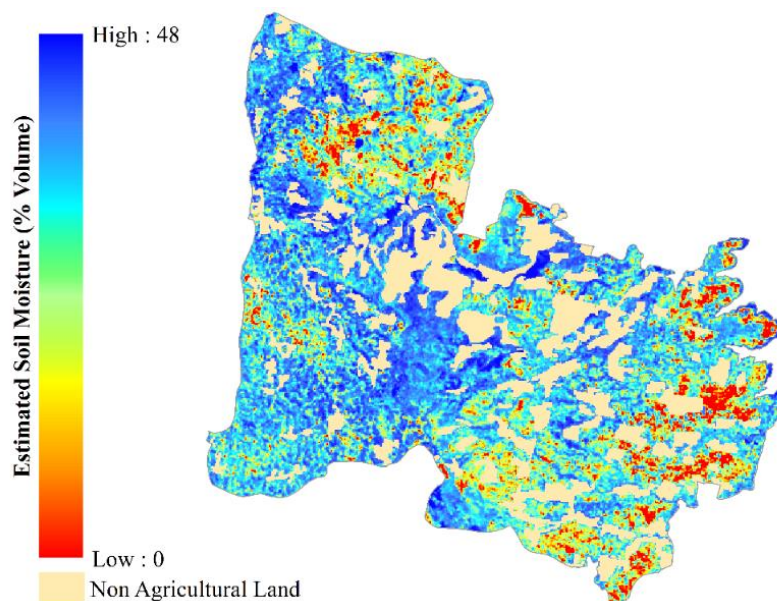 High : 48
Estimated Soil Moisture (% Volume)
Low : 0
Non Agricultural Land